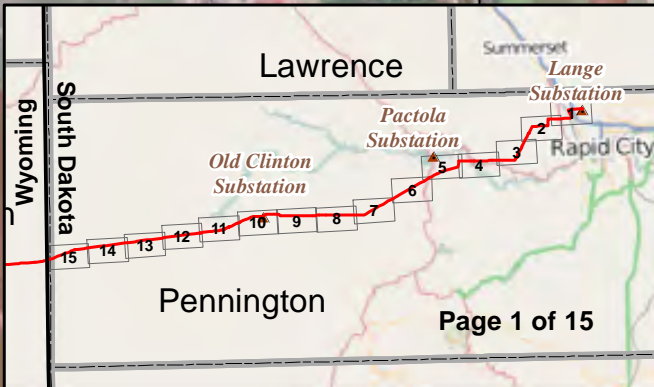 Summerset
Lawrence
Lange
Substation
Wyoming
South Dakota
Pactola
Substation
Rapid City
Old Clinton
Substation
1
2
3
4
5
6
7
8
9
10
11
12
13
14
15
Pennington
Page 1 of 15